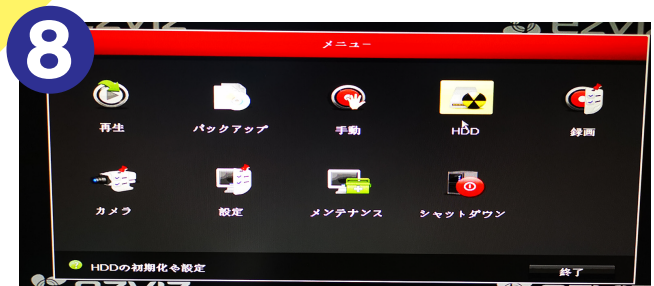 8
ezviz
メニュー
再生
バックアップ
手動
HDD
録画
カメラ
設定
メンテナンス
シャットダウン
HDDの初期化や設定
終了